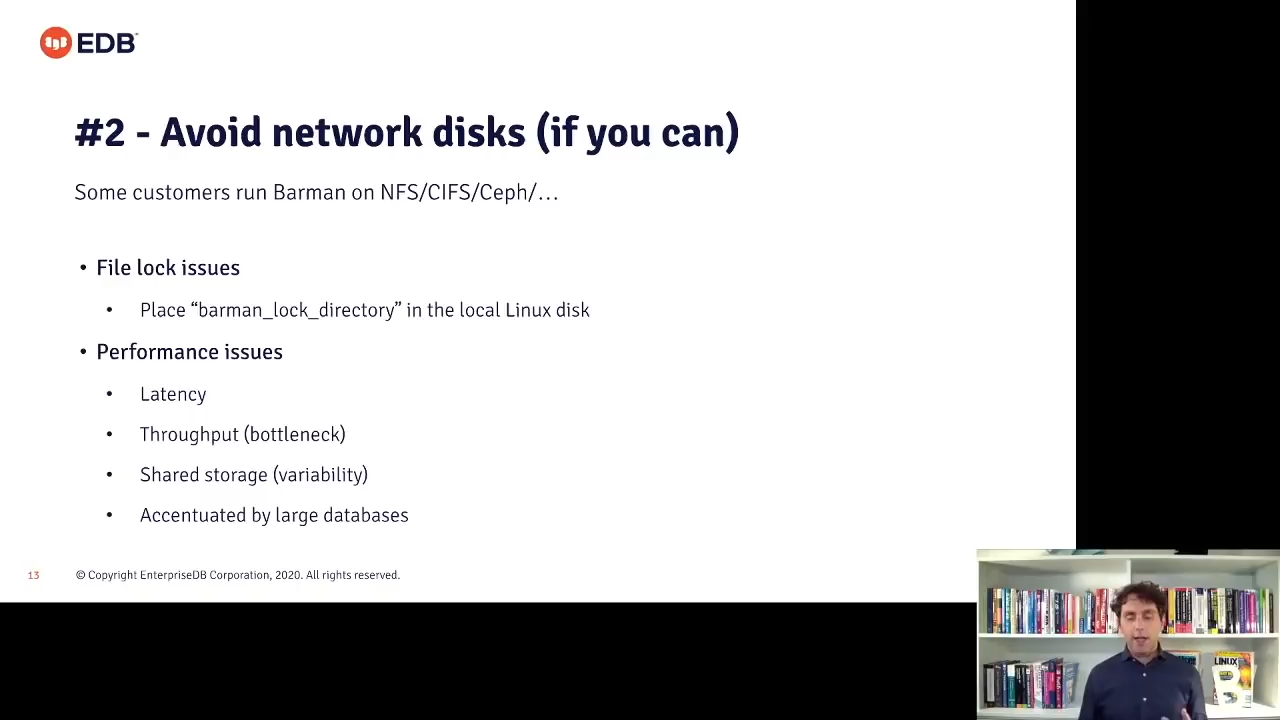 EDB
#2 - Avoid network disks (if you can)
Some customers run Barman on NFS/CIFS/Ceph/…
• File lock issues
• Place “barman_lock_directory” in the local Linux disk
• Performance issues
• Latency
• Throughput (bottleneck)
• Shared storage (variability)
• Accentuated by large databases
13
© Copyright EnterpriseDB Corporation, 2020. All rights reserved.
LINUX